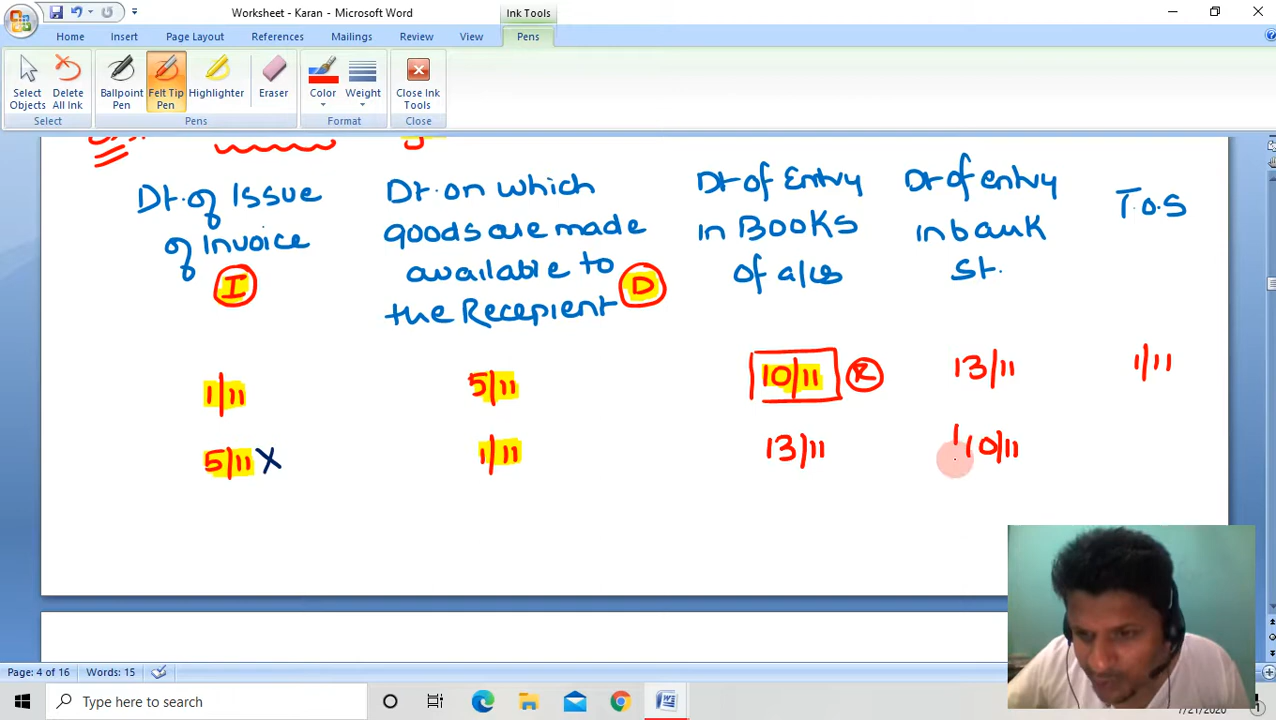 Worksheet - Karan - Microsoft Word
Ink Tools
Home Insert Page Layout References Mailings Review View Pens
Select Objects
Delete All Ink
Ballpoint Pen
Felt Tip Pen
Highlighter
Eraser
Color
Weight
Close Ink Tools
Select Pens Format Close
Dt. of Issue of Invoice
I
Dt. on which
goods are made
available to
the Recepient
D
Dt of Entry
in Books
of a/cs
Dt of entry
in bank
st.
T.O.S
1/11 5/11 10/11 R 13/11 1/11
5/11 X 1/11 13/11 10/11
Page: 4 of 16 Words: 15
Type here to search
7/21/2020